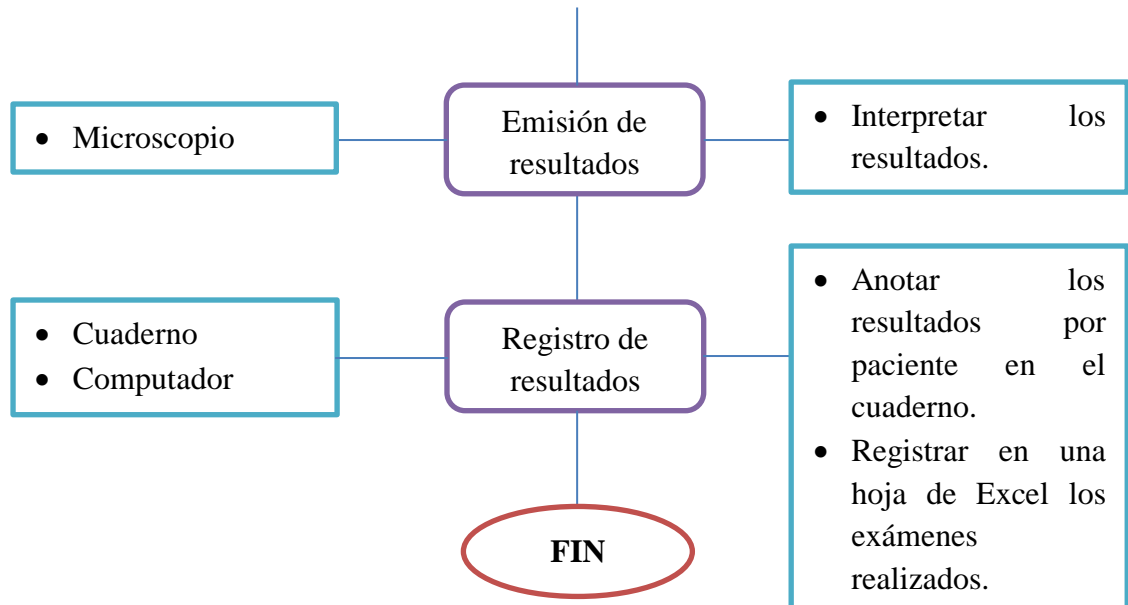 • Microscopio
Emisión de
resultados
• Interpretar los
resultados.
• Cuaderno
• Computador
Registro de
resultados
• Anotar los
resultados por
paciente en el
cuaderno.
• Registrar en una
hoja de Excel los
exámenes
realizados.
FIN